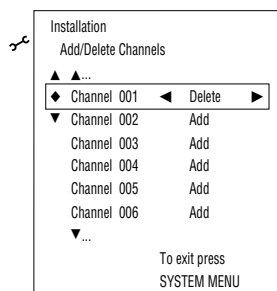 Installation
Add/Delete Channels
▲ ▲...
♦ Channel 001 ◄ Delete ►
▼ Channel 002 Add
Channel 003 Add
Channel 004 Add
Channel 005 Add
Channel 006 Add
▼...
To exit press
SYSTEM MENU